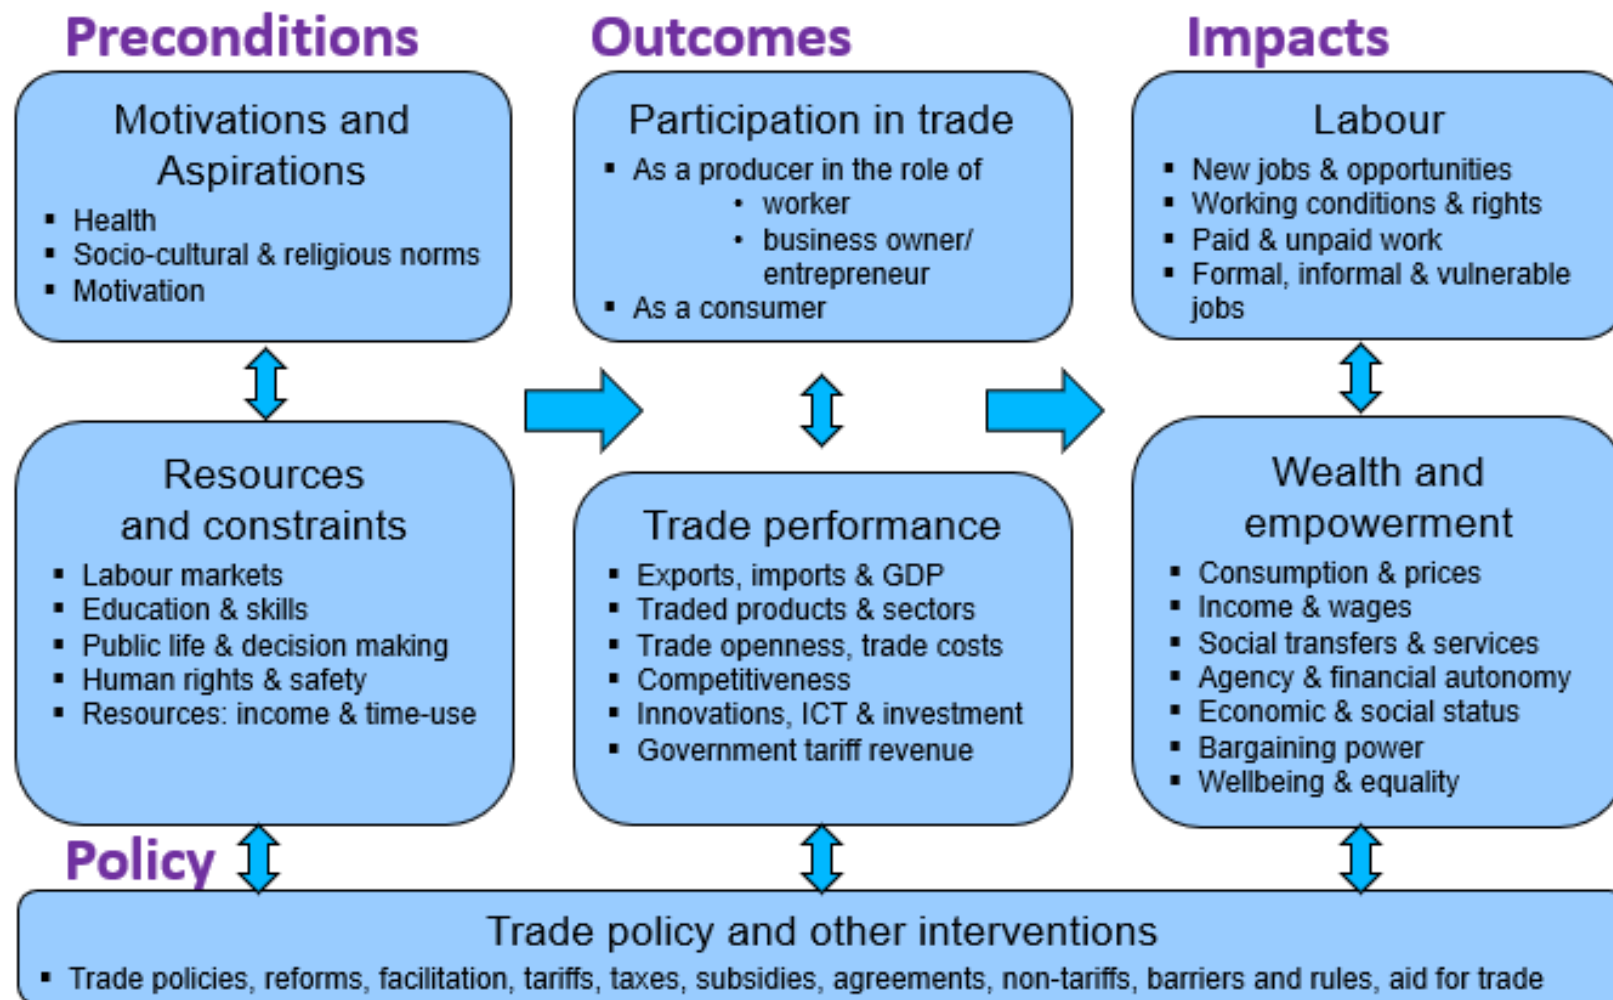 Preconditions
Outcomes
Impacts
Motivations and
Aspirations
▪ Health
▪ Socio-cultural & religious norms
▪ Motivation
Participation in trade
▪ As a producer in the role of
• worker
• business owner/
entrepreneur
▪ As a consumer
Labour
▪ New jobs & opportunities
▪ Working conditions & rights
▪ Paid & unpaid work
▪ Formal, informal & vulnerable
jobs
Resources
and constraints
▪ Labour markets
▪ Education & skills
▪ Public life & decision making
▪ Human rights & safety
▪ Resources: income & time-use
Trade performance
▪ Exports, imports & GDP
▪ Traded products & sectors
▪ Trade openness, trade costs
▪ Competitiveness
▪ Innovations, ICT & investment
▪ Government tariff revenue
Wealth and
empowerment
▪ Consumption & prices
▪ Income & wages
▪ Social transfers & services
▪ Agency & financial autonomy
▪ Economic & social status
▪ Bargaining power
▪ Wellbeing & equality
Policy
Trade policy and other interventions
▪ Trade policies, reforms, facilitation, tariffs, taxes, subsidies, agreements, non-tariffs, barriers and rules, aid for trade